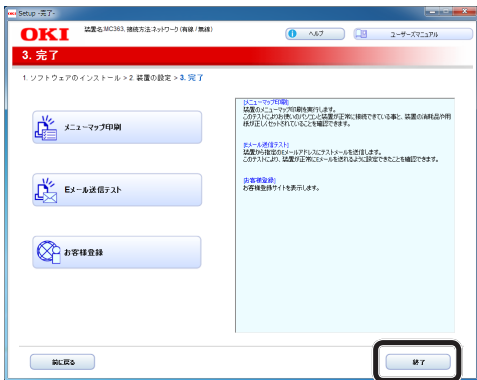 OKI Setup -完了-
OKI
装置名:MC363, 接続方法:ネットワーク (有線 / 無線)
ヘルプ
ユーザーズマニュアル
3. 完了
1. ソフトウェアのインストール > 2. 装置の設定 > 3. 完了
メニューマップ印刷
Eメール送信テスト
お客様登録
[メニューマップ印刷]
装置のメニューマップ印刷を実行します。
このテストによりお使いのパソコンと装置が正常に接続できている事と、装置の消耗品や用
紙が正しくセットされていることを確認できます。
[Eメール送信テスト]
装置から指定のEメールアドレスにテストメールを送信します。
このテストにより、装置が正常にEメールを送れるように設定できたことを確認できます。
[お客様登録]
お客様登録サイトを表示します。
前に戻る
終了